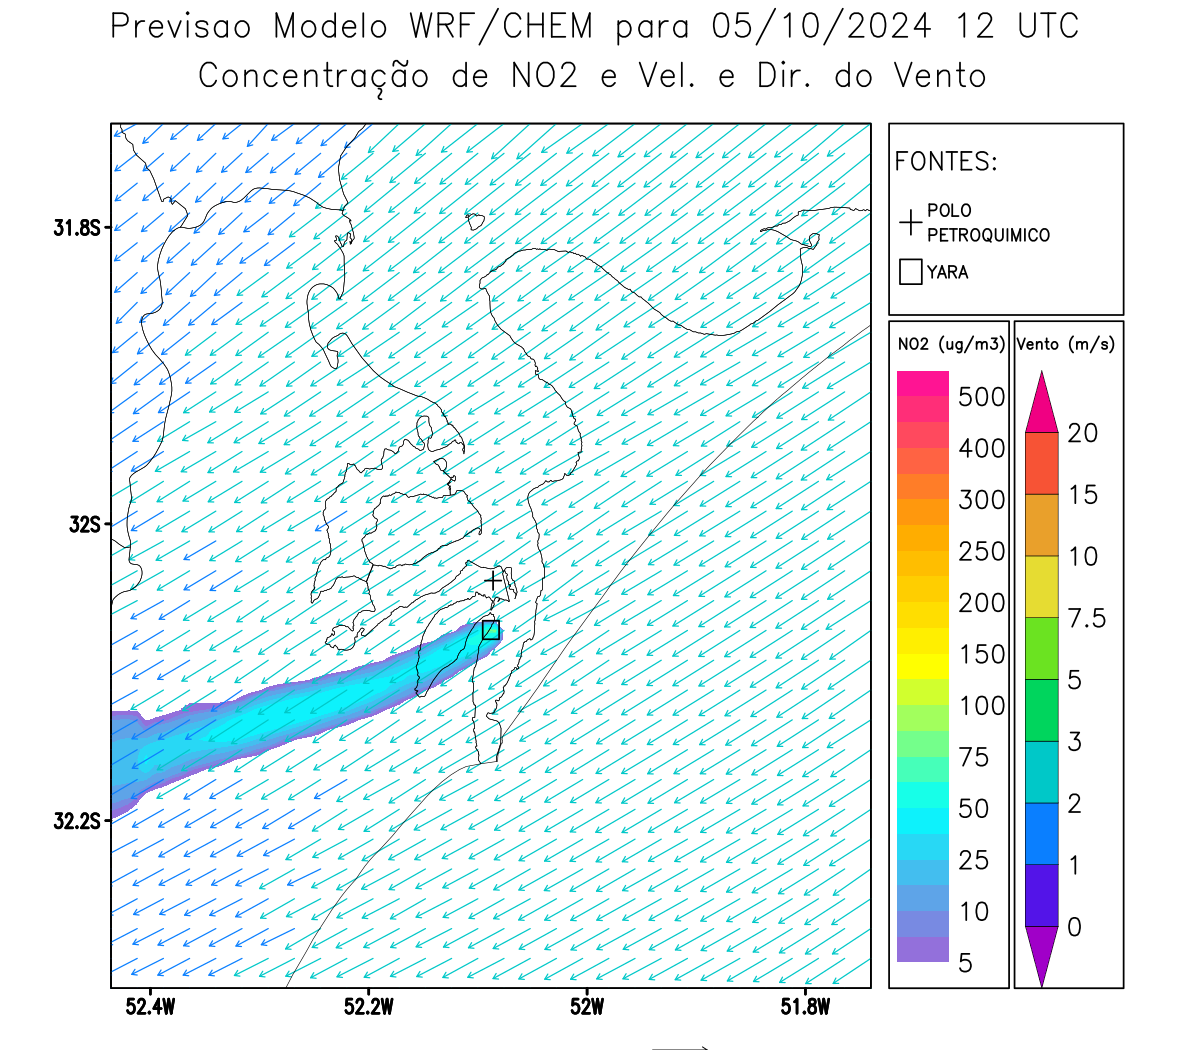 Previsao Modelo WRF/CHEM para 05/10/2024 12 UTC
Concentração de NO2 e Vel. e Dir. do Vento
FONTES:
POLO
PETROQUIMICO
YARA
NO2 (ug/m3)
500
400
300
250
200
150
100
75
50
25
10
5
Vento (m/s)
20
15
10
7.5
5
3
2
1
0
31.8S
32S
32.2S
52.4W
52.2W
52W
51.8W